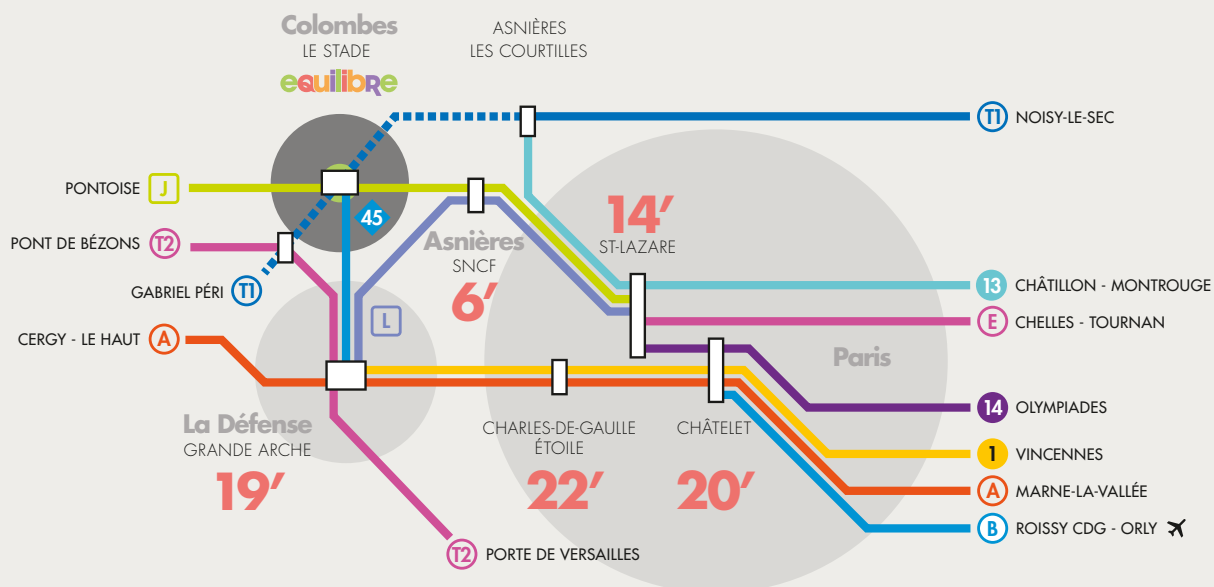 Colombes
LE STADE
equilibre
ASNIÈRES
LES COURTILLES
T1 NOISY-LE-SEC
PONTOISE J
45
14’
ST-LAZARE
PONT DE BÉZONS T2
Asnières
SNCF
6’
GABRIEL PÉRI T1
13 CHÂTILLON - MONTROUGE
L
E CHELLES - TOURNAN
CERGY - LE HAUT A
Paris
14 OLYMPIADES
La Défense
GRANDE ARCHE
19’
CHARLES-DE-GAULLE
ÉTOILE
22’
CHÂTELET
20’
1 VINCENNES
A MARNE-LA-VALLÉE
B ROISSY CDG - ORLY
T2 PORTE DE VERSAILLES